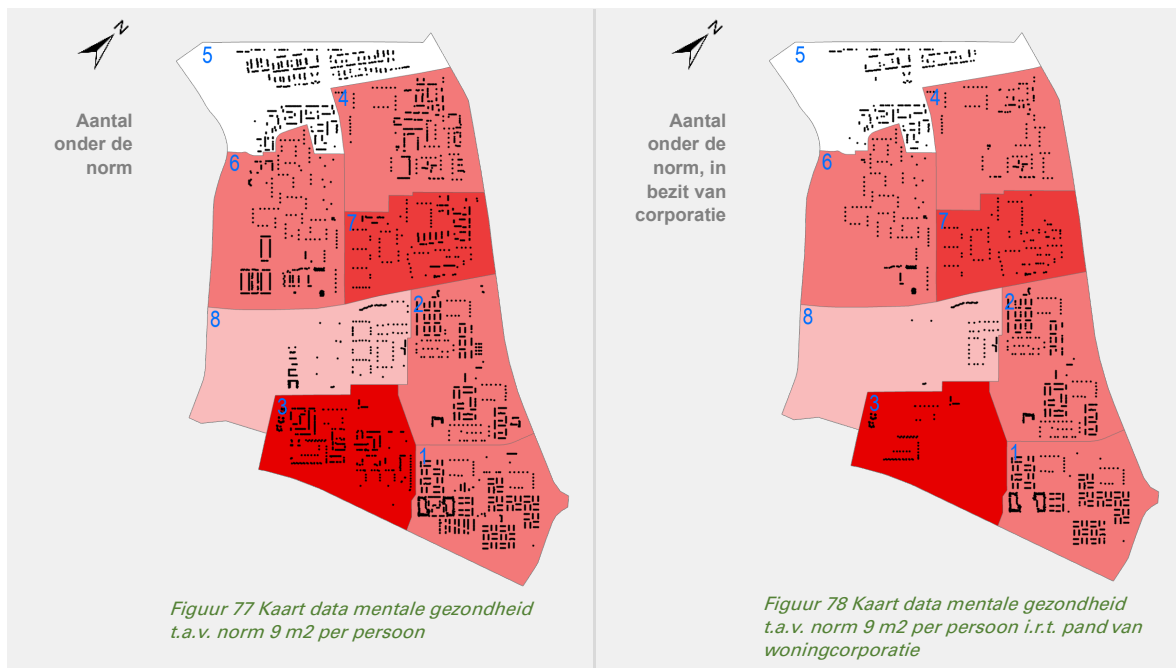 N
5
4
6
7
8
2
3
1
Aantal
onder de
norm
Figuur 77 Kaart data mentale gezondheid
t.a.v. norm 9 m2 per persoon
N
5
4
6
7
8
2
3
1
Aantal
onder de
norm, in
bezit van
corporatie
Figuur 78 Kaart data mentale gezondheid
t.a.v. norm 9 m2 per persoon i.r.t. pand van
woningcorporatie